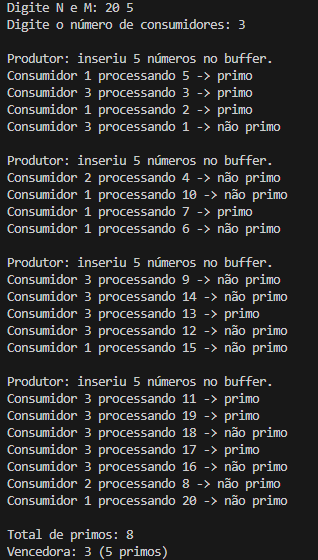 Digite N e M: 20 5
Digite o número de consumidores: 3
Produtor: inseriu 5 números no buffer.
Consumidor 1 processando 5 -> primo
Consumidor 3 processando 3 -> primo
Consumidor 1 processando 2 -> primo
Consumidor 3 processando 1 -> não primo
Produtor: inseriu 5 números no buffer.
Consumidor 2 processando 4 -> não primo
Consumidor 1 processando 10 -> não primo
Consumidor 1 processando 7 -> primo
Consumidor 1 processando 6 -> não primo
Produtor: inseriu 5 números no buffer.
Consumidor 3 processando 9 -> não primo
Consumidor 3 processando 14 -> não primo
Consumidor 3 processando 13 -> primo
Consumidor 3 processando 12 -> não primo
Consumidor 1 processando 15 -> não primo
Produtor: inseriu 5 números no buffer.
Consumidor 3 processando 11 -> primo
Consumidor 3 processando 19 -> primo
Consumidor 3 processando 18 -> não primo
Consumidor 3 processando 17 -> primo
Consumidor 3 processando 16 -> não primo
Consumidor 2 processando 8 -> não primo
Consumidor 1 processando 20 -> não primo
Total de primos: 8
Vencedora: 3 (5 primos)